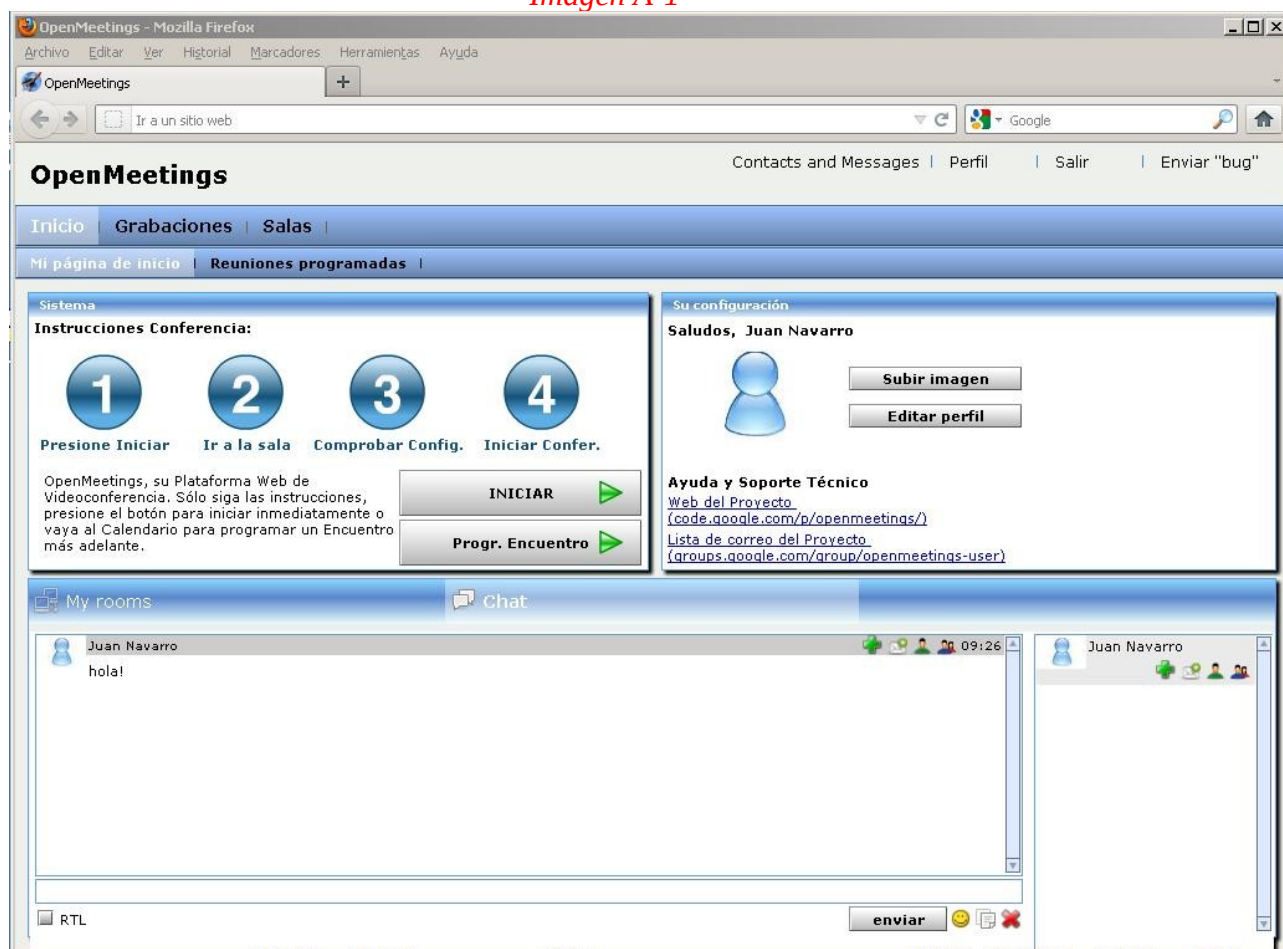 Imagen A-1
OpenMeetings - Mozilla Firefox
Archivo Editar Ver Historial Marcadores Herramientas Ayuda
OpenMeetings
Ir a un sitio web
Google
OpenMeetings
Contacts and Messages | Perfil | Salir | Enviar "bug"
Inicio | Grabaciones | Salas |
Mi página de inicio | Reuniones programadas |
Sistema
Instrucciones Conferencia:
1 2 3 4
Presione Iniciar Ir a la sala Comprobar Config. Iniciar Confer.
OpenMeetings, su Plataforma Web de
Videoconferencia. Sólo siga las instrucciones,
presione el botón para iniciar inmediatamente o
vaya al Calendario para programar un Encuentro
más adelante.
INICIAR
Progr. Encuentro
Su configuración
Saludos, Juan Navarro
Subir imagen
Editar perfil
Ayuda y Soporte Técnico
Web del Proyecto
(code.google.com/p/openmeetings/)
Lista de correo del Proyecto
(groups.google.com/group/openmeetings-user)
My rooms
Chat
Juan Navarro 09:26
hola!
Juan Navarro
RTL
enviar